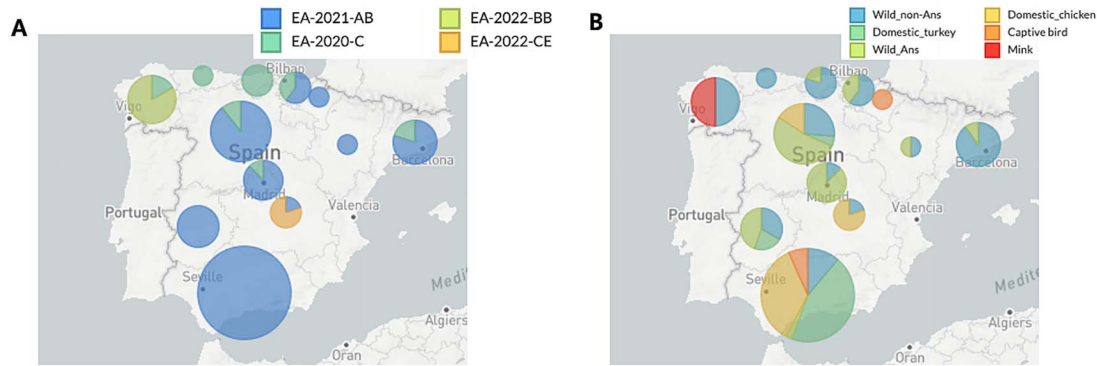 A
EA-2021-AB
EA-2022-BB
EA-2020-C
EA-2022-CE
Bilbao
Vigo
Spain
Barcelona
Madrid
Portugal
Valencia
Seville
Medi
Algiers
Oran
B
Wild_non-Ans
Domestic_chicken
Domestic_turkey
Captive bird
Wild_Ans
Mink
Bilbao
Vigo
Spain
Barcelona
Madrid
Portugal
Valencia
Seville
Medit
Algiers
Oran